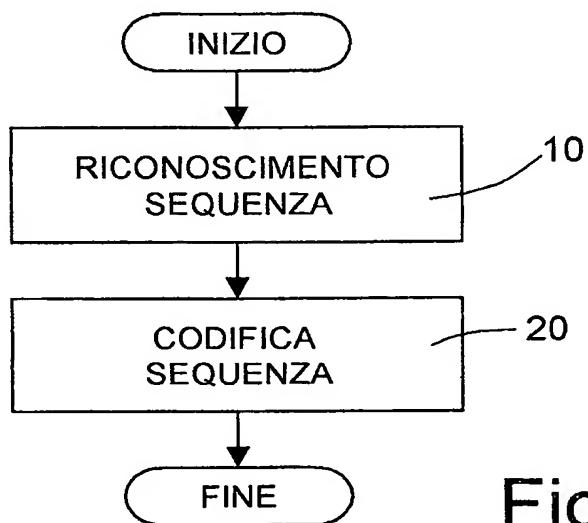 INIZIO
RICONOSCIMENTO
SEQUENZA
10
CODIFICA
SEQUENZA
20
FINE